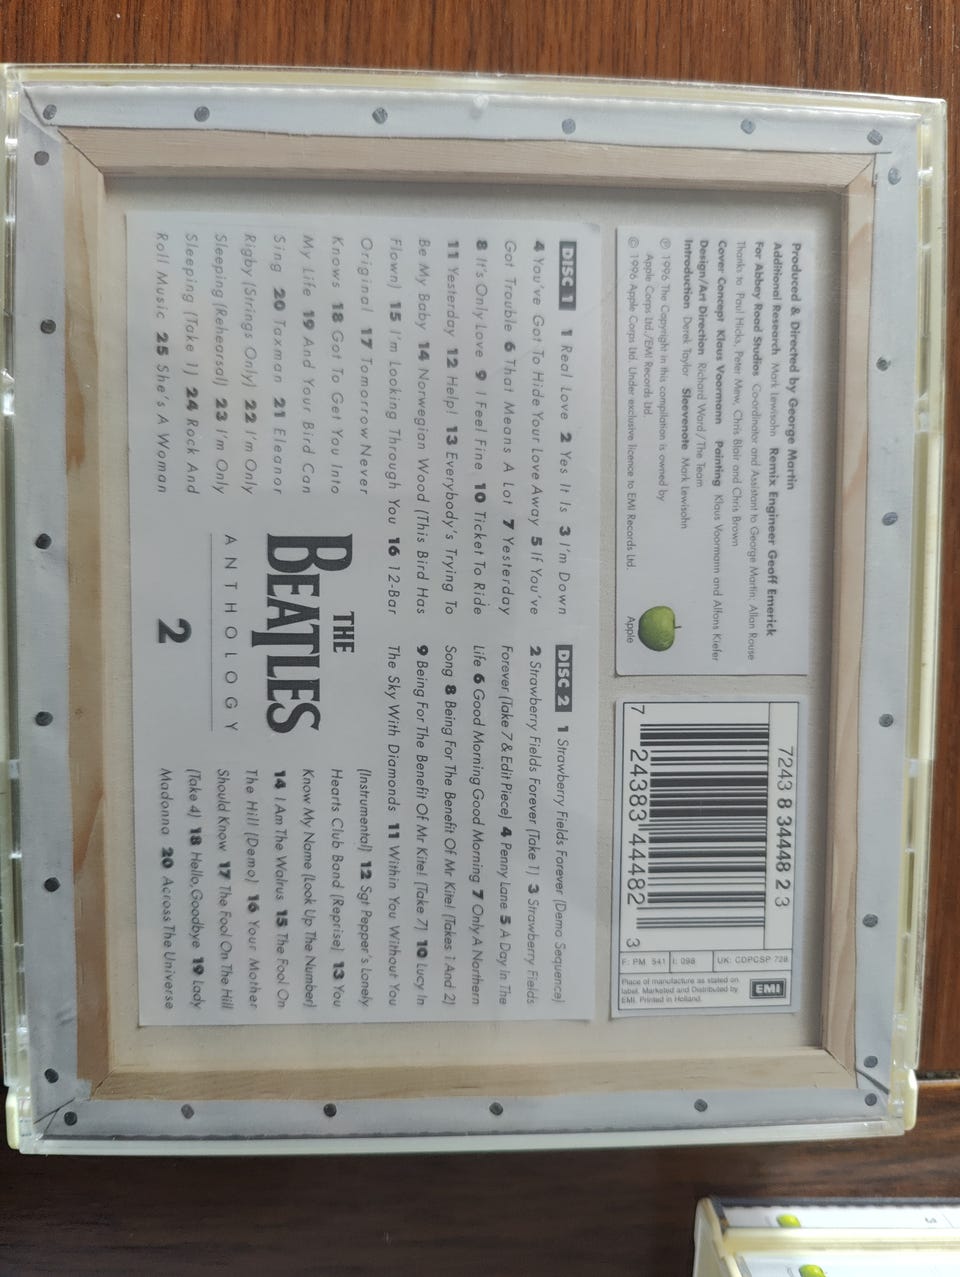 Produced & Directed by George Martin
Additional Research Mark Lewisohn Remix Engineer Geoff Emerick
For Abbey Road Studios Coordinator and Assistant to George Martin: Allan Rouse
Thanks to Paul Hicks, Peter Mew, Chris Blair and Chris Brown
Cover Concept Klaus Voormann Painting Klaus Voormann and Alfons Kiefer
Design/Art Direction Richard Ward/The Team
Introduction Derek Taylor Sleevenote Mark Lewisohn
℗ 1996 The Copyright in this compilation is owned by
Apple Corps Ltd./EMI Records Ltd.
© 1996 Apple Corps Ltd. Under exclusive licence to EMI Records Ltd.
Apple
7243 8 34448 2 3
7 24383 44482 3
F: PM 541 I: 098 UK: CDPCSP 728
Place of manufacture as stated on
label. Marketed and Distributed by
EMI. Printed in Holland.
EMI
DISC 1 1 Real Love 2 Yes It Is 3 I'm Down
4 You've Got To Hide Your Love Away 5 If You've
Got Trouble 6 That Means A Lot 7 Yesterday
8 It's Only Love 9 I Feel Fine 10 Ticket To Ride
11 Yesterday 12 Help! 13 Everybody's Trying To
Be My Baby 14 Norwegian Wood (This Bird Has
Flown) 15 I'm Looking Through You 16 12-Bar
Original 17 Tomorrow Never
Knows 18 Got To Get You Into
My Life 19 And Your Bird Can
Sing 20 Taxman 21 Eleanor
Rigby (Strings Only) 22 I'm Only
Sleeping (Rehearsal) 23 I'm Only
Sleeping (Take 1) 24 Rock And
Roll Music 25 She's A Woman
DISC 2 1 Strawberry Fields Forever (Demo Sequence)
2 Strawberry Fields Forever (Take 1) 3 Strawberry Fields
Forever (Take 7 & Edit Piece) 4 Penny Lane 5 A Day In The
Life 6 Good Morning Good Morning 7 Only A Northern
Song 8 Being For The Benefit Of Mr Kite! (Takes 1 And 2)
9 Being For The Benefit Of Mr Kite! (Take 7) 10 Lucy In
The Sky With Diamonds 11 Within You Without You
(Instrumental) 12 Sgt Pepper's Lonely
Hearts Club Band (Reprise) 13 You
Know My Name (Look Up The Number)
14 I Am The Walrus 15 The Fool On
The Hill (Demo) 16 Your Mother
Should Know 17 The Fool On The Hill
(Take 4) 18 Hello, Goodbye 19 Lady
Madonna 20 Across The Universe
THE
BEATLES
ANTHOLOGY
2
3